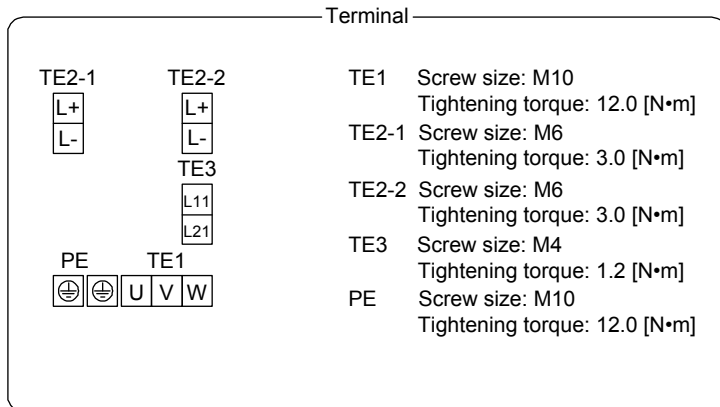 Terminal
TE2-1 TE2-2
L+ L+
L- L-
TE3
L11
L21
PE TE1
U V W
TE1 Screw size: M10
Tightening torque: 12.0 [N•m]
TE2-1 Screw size: M6
Tightening torque: 3.0 [N•m]
TE2-2 Screw size: M6
Tightening torque: 3.0 [N•m]
TE3 Screw size: M4
Tightening torque: 1.2 [N•m]
PE Screw size: M10
Tightening torque: 12.0 [N•m]